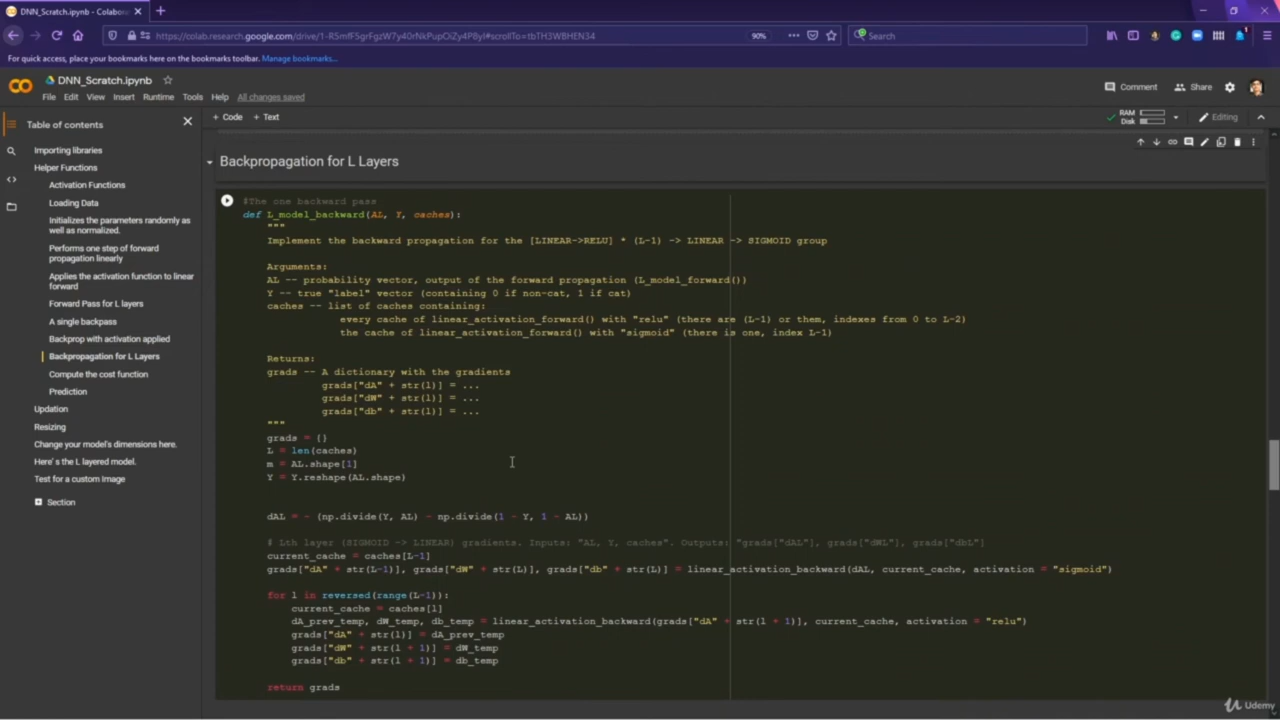 DNN_Scratch.ipynb - Colabora
https://colab.research.google.com/drive/1-R5mfF5grFgzW7y40rNkPupOiZy4P8yI#scrollTo=tbTH3WBHEN34
90%
Search
For quick access, place your bookmarks here on the bookmarks toolbar. Manage bookmarks...
DNN_Scratch.ipynb
File Edit View Insert Runtime Tools Help All changes saved
Comment
Share
Table of contents
+ Code + Text
RAM
Disk
Editing
Importing libraries
Helper Functions
Activation Functions
Loading Data
Initializes the parameters randomly as
well as normalized.
Performs one step of forward
propagation linearly
Applies the activation function to linear
forward
Forward Pass for L layers
A single backpass
Backprop with activation applied
Backpropagation for L Layers
Compute the cost function
Prediction
Updation
Resizing
Change your model's dimensions here.
Here's the L layered model.
Test for a custom Image
Section
Backpropagation for L Layers
#The one backward pass
def L_model_backward(AL, Y, caches):
"""
Implement the backward propagation for the [LINEAR->RELU] * (L-1) -> LINEAR -> SIGMOID group
Arguments:
AL -- probability vector, output of the forward propagation (L_model_forward())
Y -- true "label" vector (containing 0 if non-cat, 1 if cat)
caches -- list of caches containing:
every cache of linear_activation_forward() with "relu" (there are (L-1) or them, indexes from 0 to L-2)
the cache of linear_activation_forward() with "sigmoid" (there is one, index L-1)
Returns:
grads -- A dictionary with the gradients
grads["dA" + str(l)] = ...
grads["dW" + str(l)] = ...
grads["db" + str(l)] = ...
"""
grads = {}
L = len(caches)
m = AL.shape[1]
Y = Y.reshape(AL.shape)
dAL = - (np.divide(Y, AL) - np.divide(1 - Y, 1 - AL))
# Lth layer (SIGMOID -> LINEAR) gradients. Inputs: "AL, Y, caches". Outputs: "grads["dAL"], grads["dWL"], grads["dbL"]
current_cache = caches[L-1]
grads["dA" + str(L-1)], grads["dW" + str(L)], grads["db" + str(L)] = linear_activation_backward(dAL, current_cache, activation = "sigmoid")
for l in reversed(range(L-1)):
current_cache = caches[l]
dA_prev_temp, dW_temp, db_temp = linear_activation_backward(grads["dA" + str(l + 1)], current_cache, activation = "relu")
grads["dA" + str(l)] = dA_prev_temp
grads["dW" + str(l + 1)] = dW_temp
grads["db" + str(l + 1)] = db_temp
return grads
Udemy